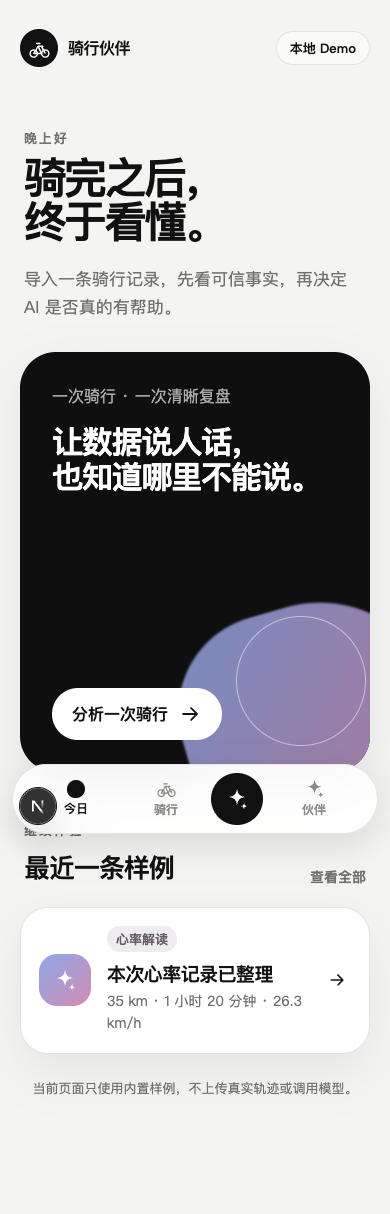 骑行伙伴
本地 Demo
晚上好
骑完之后，
终于看懂。
导入一条骑行记录，先看可信事实，再决定
AI 是否真的有帮助。
一次骑行 · 一次清晰复盘
让数据说人话，
也知道哪里不能说。
分析一次骑行 →
N
今日
骑行
伙伴
最近一条样例
查看全部
心率解读
本次心率记录已整理
35 km · 1 小时 20 分钟 · 26.3
km/h
当前页面只使用内置样例，不上传真实轨迹或调用模型。